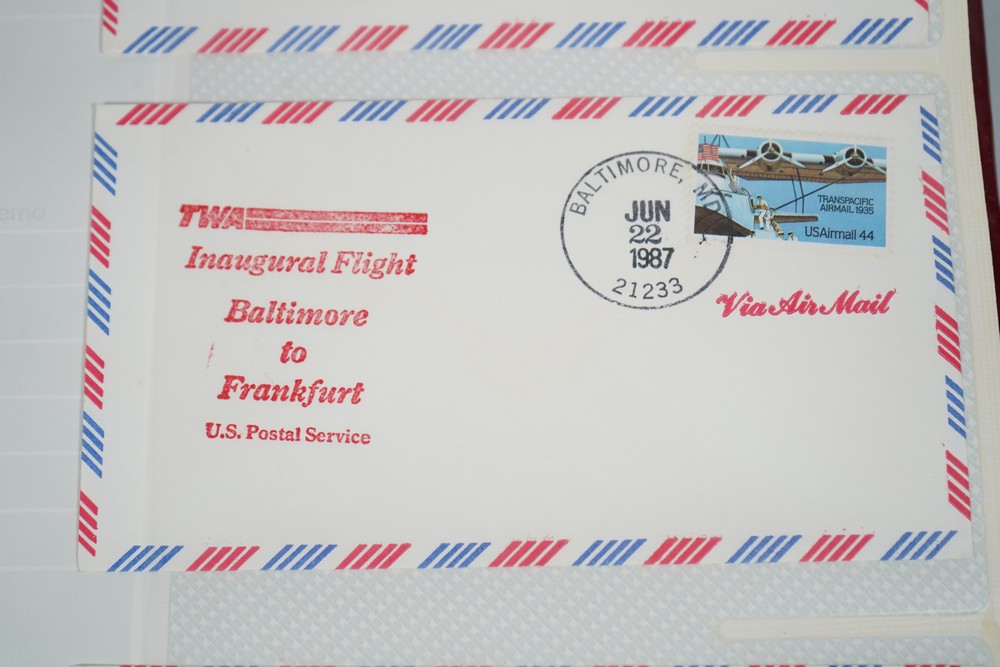 TWA
Inaugural Flight
Baltimore
to
Frankfurt
U.S. Postal Service
BALTIMORE, MD
JUN
22
1987
21233
TRANSPACIFIC
AIRMAIL 1935
USAirmail 44
Via Air Mail
emo